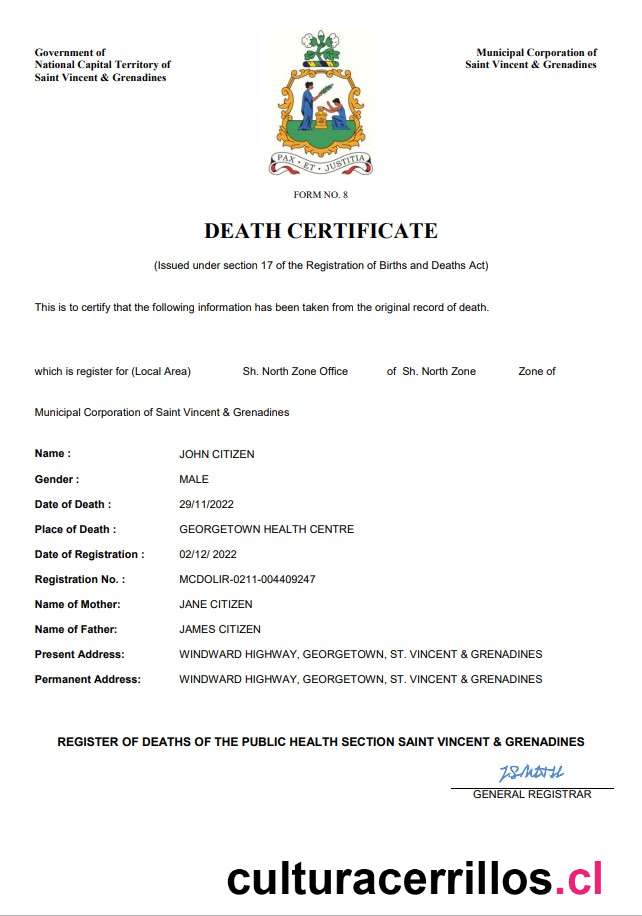 Government of
National Capital Territory of
Saint Vincent & Grenadines
Municipal Corporation of
Saint Vincent & Grenadines
PAX • ET • JUSTITIA
FORM NO. 8
DEATH CERTIFICATE
(Issued under section 17 of the Registration of Births and Deaths Act)
This is to certify that the following information has been taken from the original record of death.
which is register for (Local Area) Sh. North Zone Office of Sh. North Zone Zone of
Municipal Corporation of Saint Vincent & Grenadines
Name : JOHN CITIZEN
Gender : MALE
Date of Death : 29/11/2022
Place of Death : GEORGETOWN HEALTH CENTRE
Date of Registration : 02/12/ 2022
Registration No. : MCDOLIR-0211-004409247
Name of Mother: JANE CITIZEN
Name of Father: JAMES CITIZEN
Present Address: WINDWARD HIGHWAY, GEORGETOWN, ST. VINCENT & GRENADINES
Permanent Address: WINDWARD HIGHWAY, GEORGETOWN, ST. VINCENT & GRENADINES
REGISTER OF DEATHS OF THE PUBLIC HEALTH SECTION SAINT VINCENT & GRENADINES
GENERAL REGISTRAR
culturacerrillos.cl